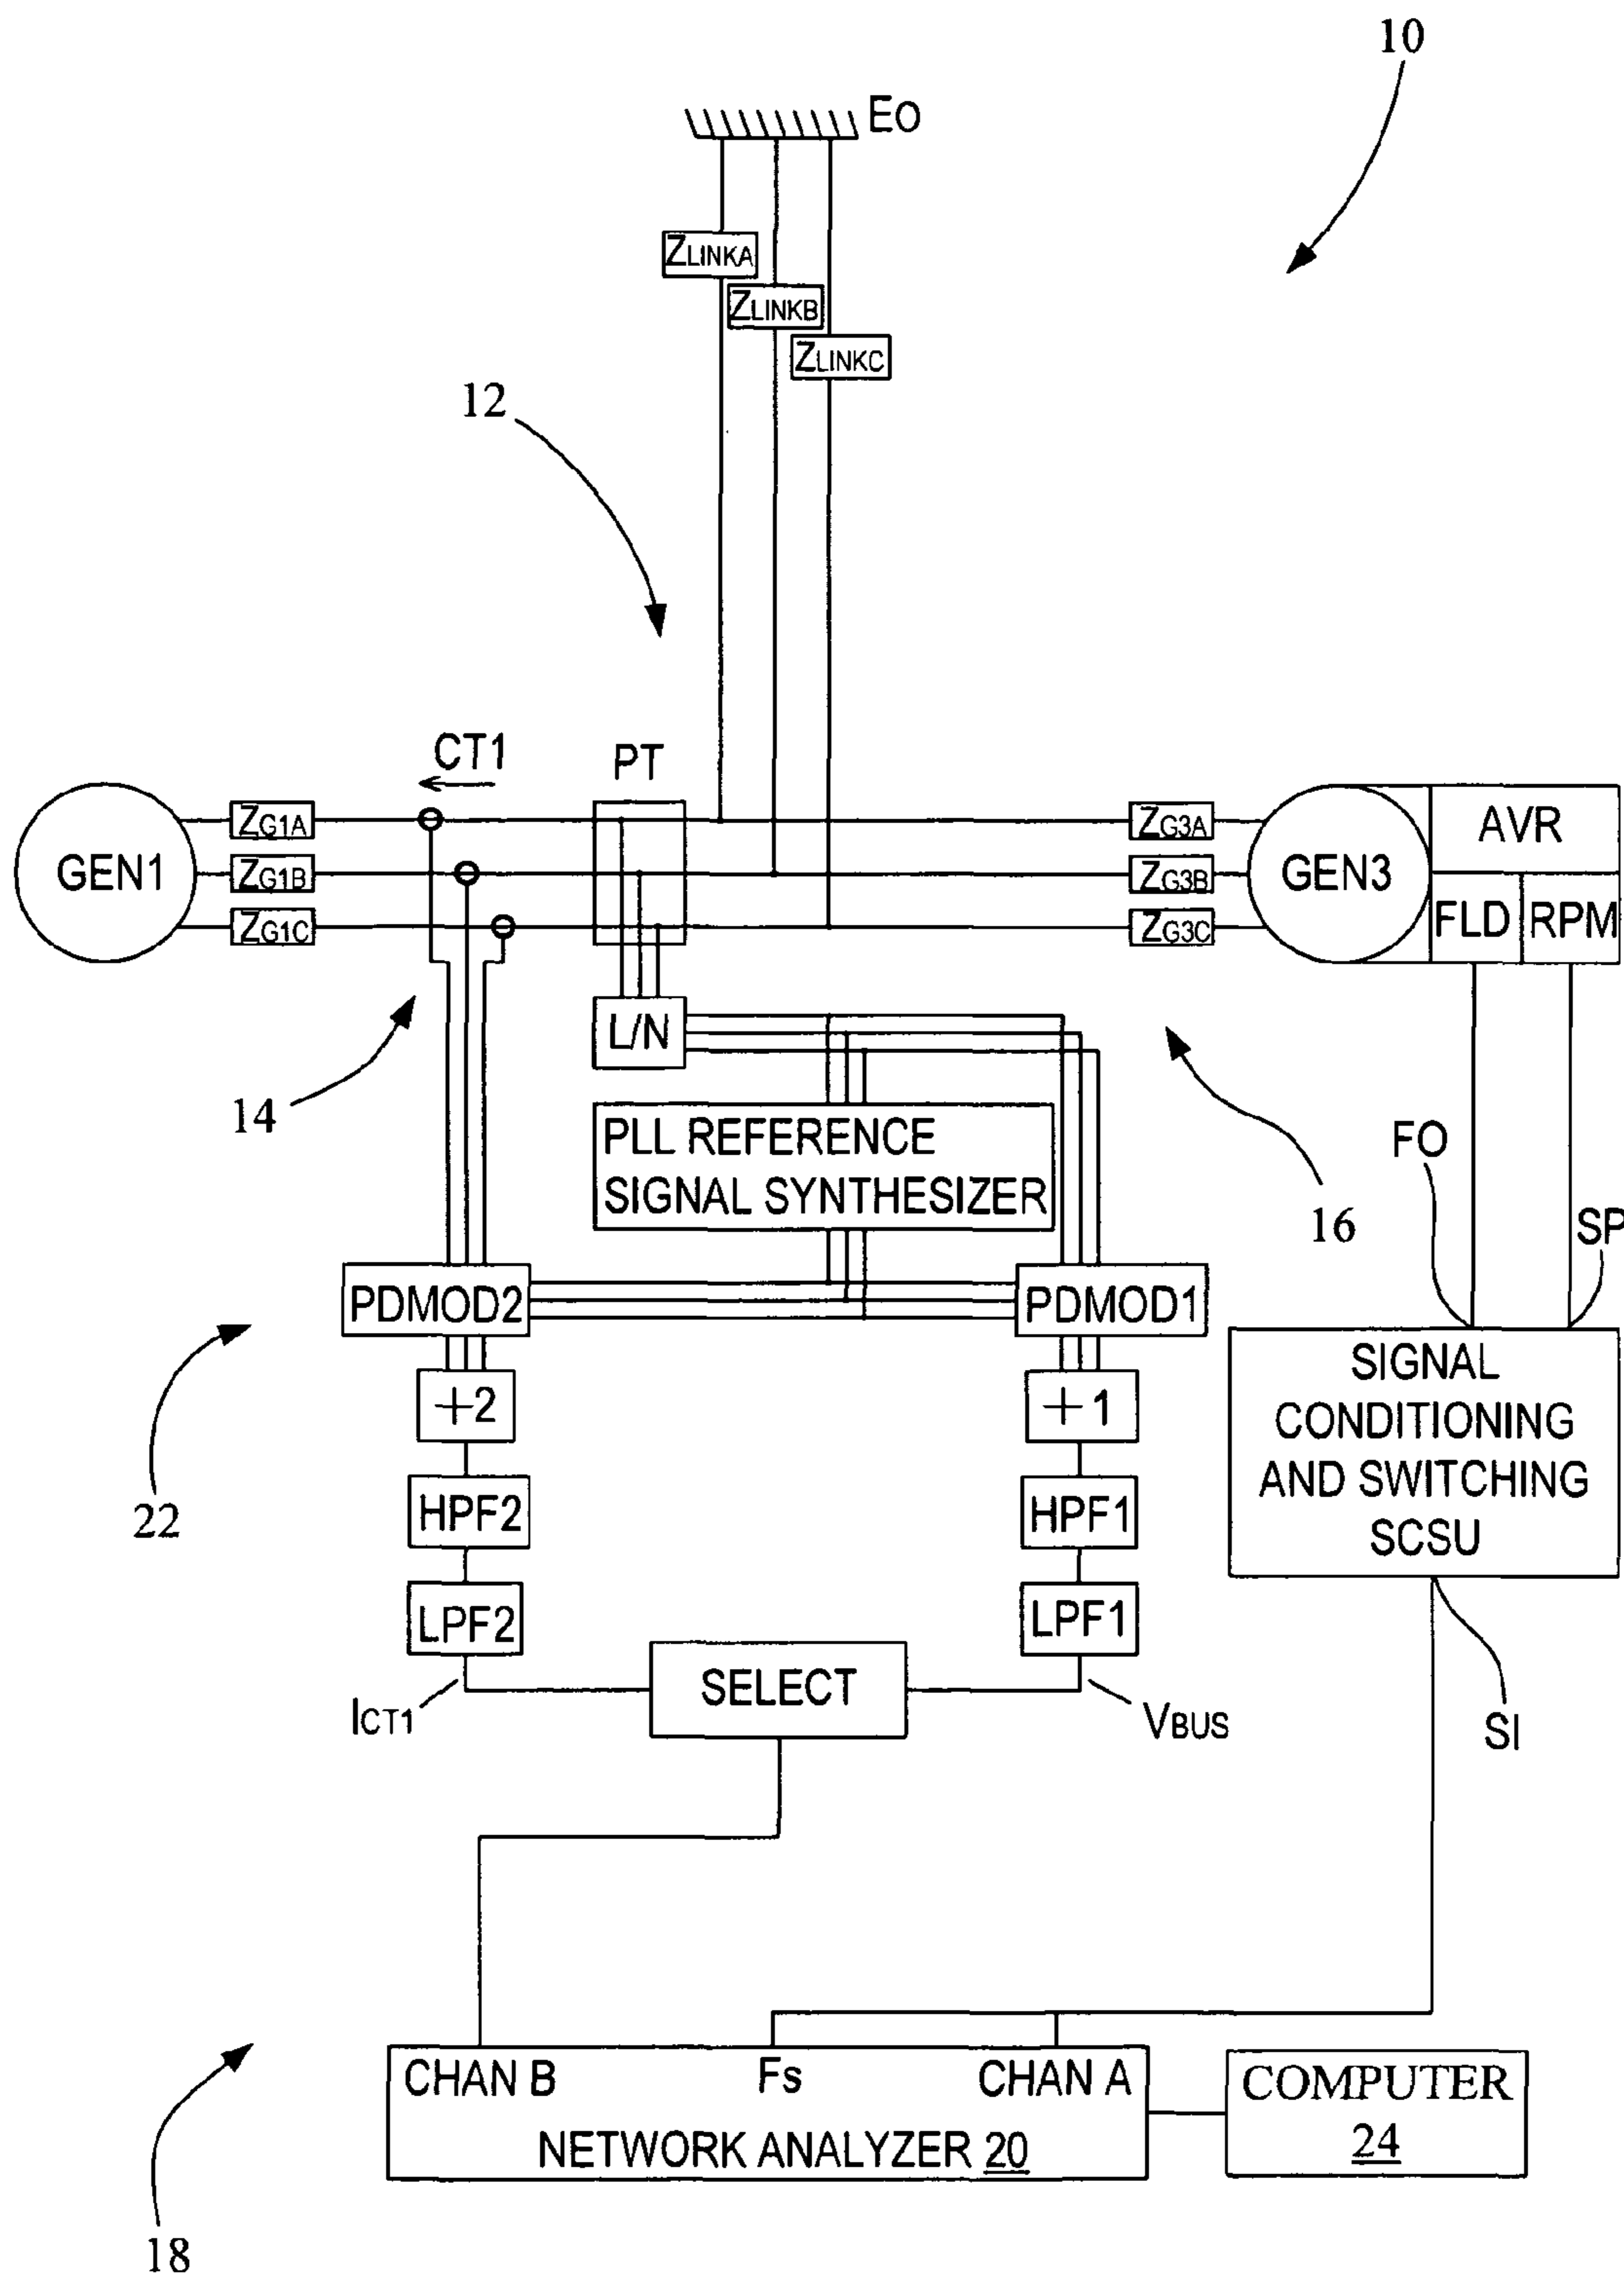 10
EO
ZLINKA
ZLINKB
ZLINKC
12
CT1
PT
GEN1
ZG1A
ZG1B
ZG1C
ZG3A
ZG3B
ZG3C
GEN3
AVR
FLD
RPM
L/N
14
PLL REFERENCE
SIGNAL SYNTHESIZER
16
FO
SP
PDMOD2
PDMOD1
22
+2
+1
SIGNAL
CONDITIONING
AND SWITCHING
SCSU
HPF2
HPF1
LPF2
LPF1
SELECT
ICT1
VBUS
SI
CHAN B
Fs
CHAN A
NETWORK ANALYZER 20
COMPUTER
24
18